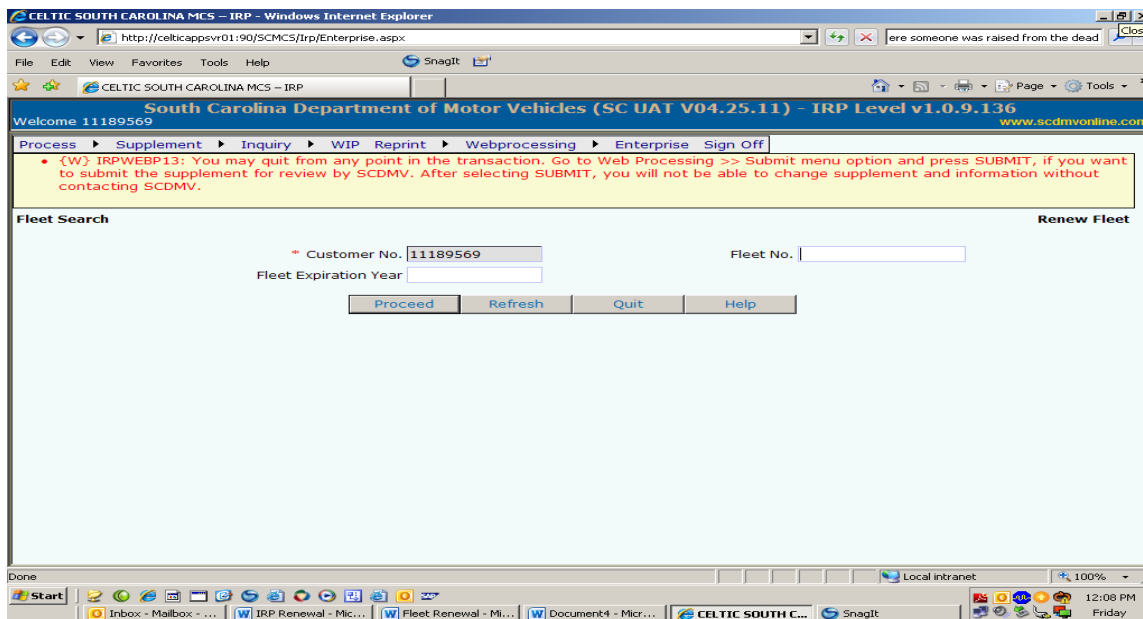 CELTIC SOUTH CAROLINA MCS – IRP - Windows Internet Explorer
http://celticappsvr01:90/SCMCS/Irp/Enterprise.aspx
ere someone was raised from the dead
Clos
File Edit View Favorites Tools Help
SnagIt
CELTIC SOUTH CAROLINA MCS – IRP
Page
Tools
South Carolina Department of Motor Vehicles (SC UAT V04.25.11) - IRP Level v1.0.9.136
Welcome 11189569
www.scdmvonline.com
Process Supplement Inquiry WIP Reprint Webprocessing Enterprise Sign Off
• {W} IRPWEBP13: You may quit from any point in the transaction. Go to Web Processing >> Submit menu option and press SUBMIT, if you want
to submit the supplement for review by SCDMV. After selecting SUBMIT, you will not be able to change supplement and information without
contacting SCDMV.
Fleet Search
Renew Fleet
* Customer No. 11189569
Fleet No.
Fleet Expiration Year
Proceed Refresh Quit Help
Done
Local intranet
100%
Start
12:08 PM
Inbox - Mailbox - ...
IRP Renewal - Mic...
Fleet Renewal - Mi...
Document4 - Micr...
CELTIC SOUTH C...
SnagIt
Friday